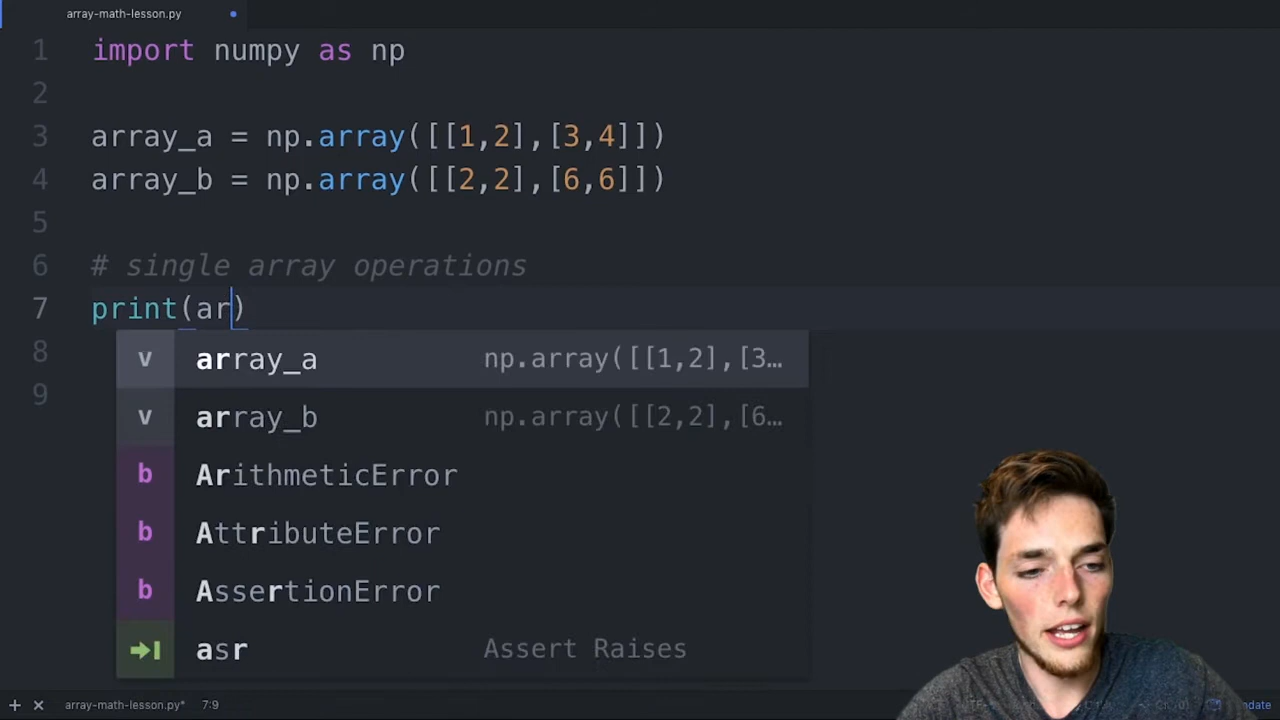 array-math-lesson.py
1 import numpy as np
2
3 array_a = np.array([[1,2],[3,4]])
4 array_b = np.array([[2,2],[6,6]])
5
6 # single array operations
7 print(ar)
8
9
v array_a np.array([[1,2],[3…
v array_b np.array([[2,2],[6…
b ArithmeticError
b AttributeError
b AssertionError
asr Assert Raises
array-math-lesson.py* 7:9